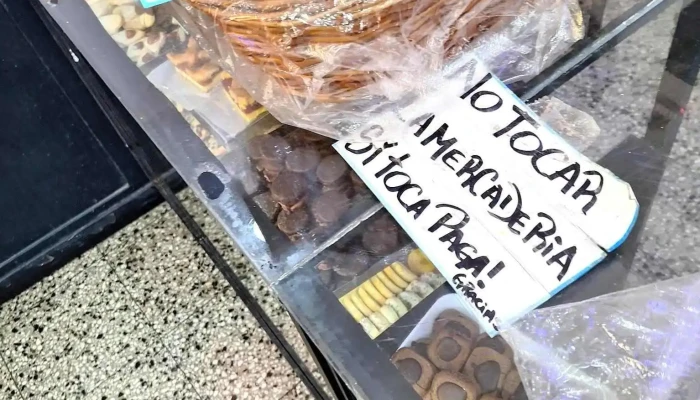 NO TOCAR
LA MERCADERIA
SI TOCA PAGA!
GRACIAS